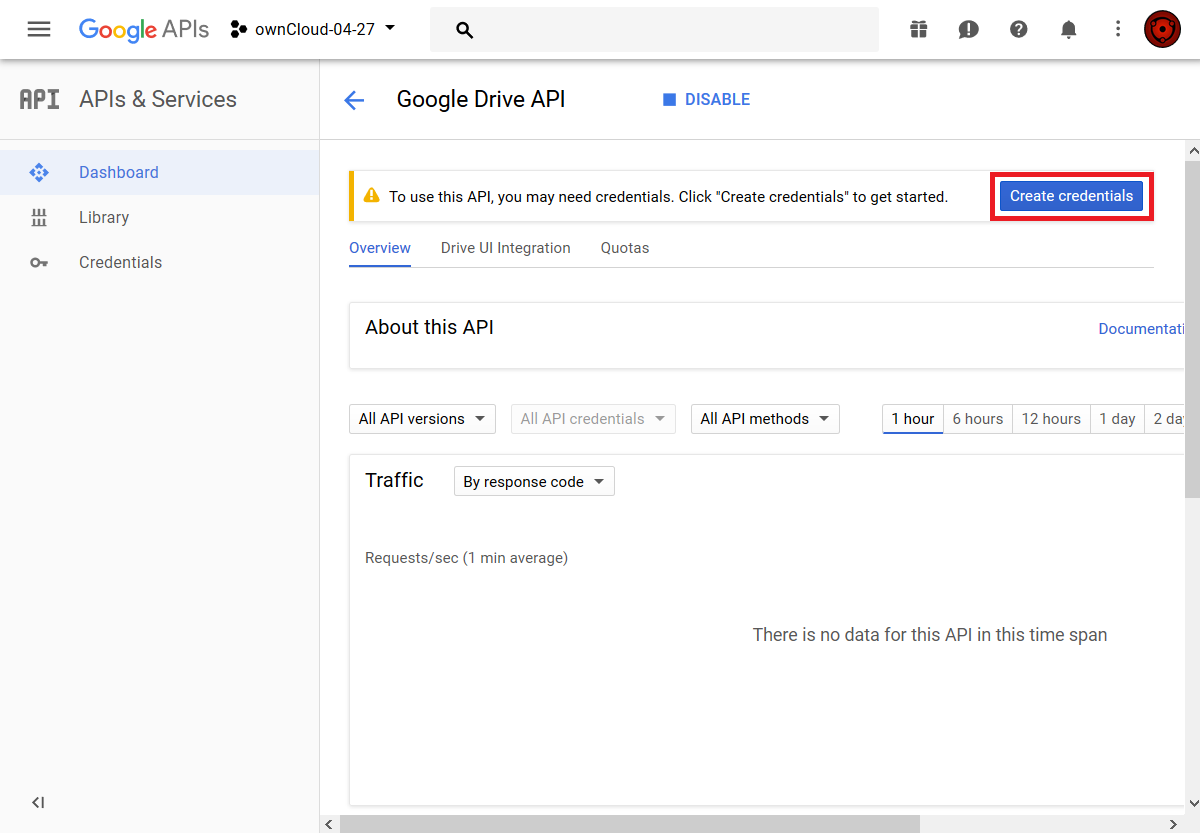 Google APIs ownCloud-04-27
API APIs & Services
Google Drive API DISABLE
Dashboard
Library
Credentials
To use this API, you may need credentials. Click "Create credentials" to get started. Create credentials
Overview Drive UI Integration Quotas
About this API Documentati
All API versions All API credentials All API methods 1 hour 6 hours 12 hours 1 day 2 da
Traffic By response code
Requests/sec (1 min average)
There is no data for this API in this time span